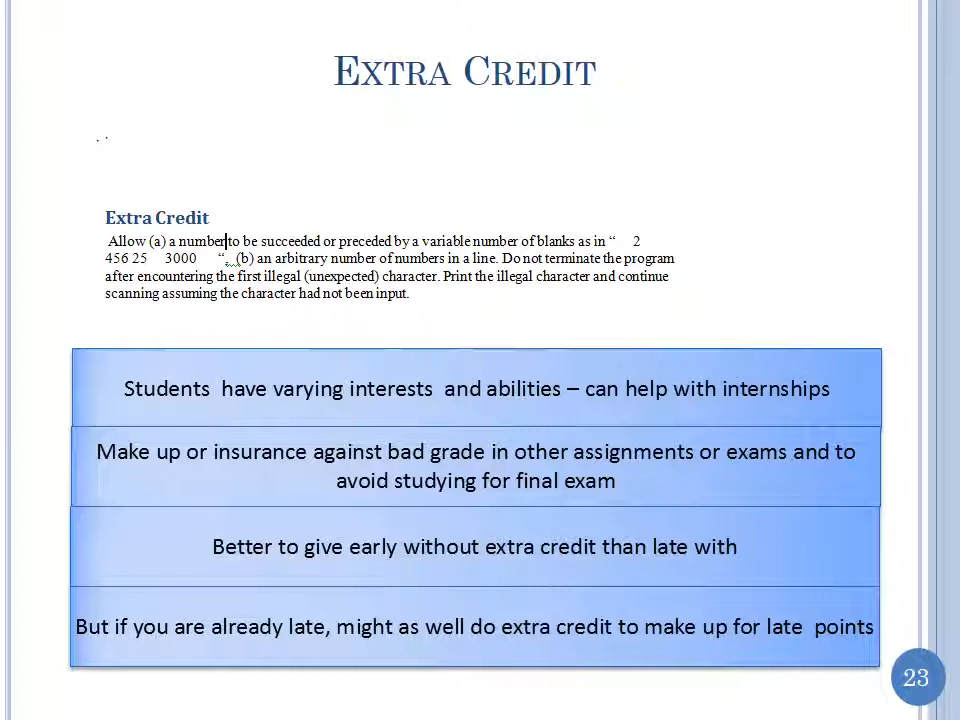 EXTRA CREDIT
Extra Credit
Allow (a) a number to be succeeded or preceded by a variable number of blanks as in “ 2
456 25 3000 “. (b) an arbitrary number of numbers in a line. Do not terminate the program
after encountering the first illegal (unexpected) character. Print the illegal character and continue
scanning assuming the character had not been input.
Students have varying interests and abilities – can help with internships
Make up or insurance against bad grade in other assignments or exams and to
avoid studying for final exam
Better to give early without extra credit than late with
But if you are already late, might as well do extra credit to make up for late points
23